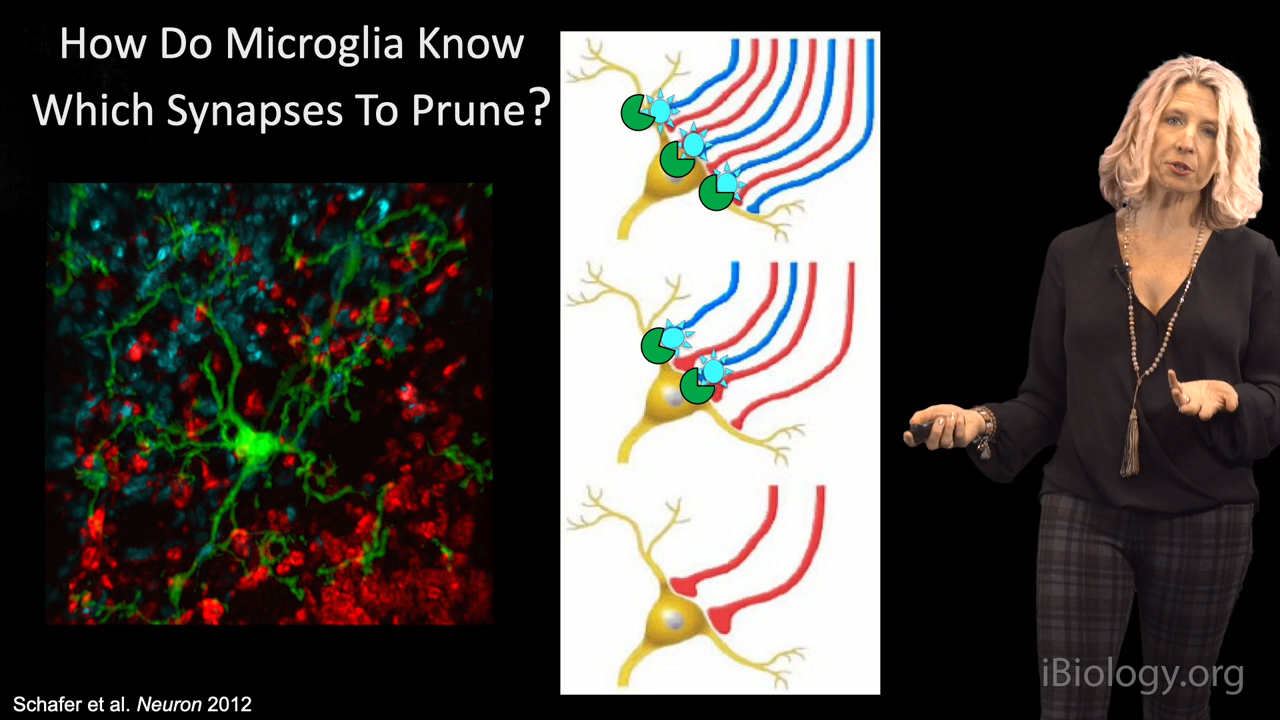 How Do Microglia Know
Which Synapses To Prune?
Schafer et al. Neuron 2012
iBiology.org